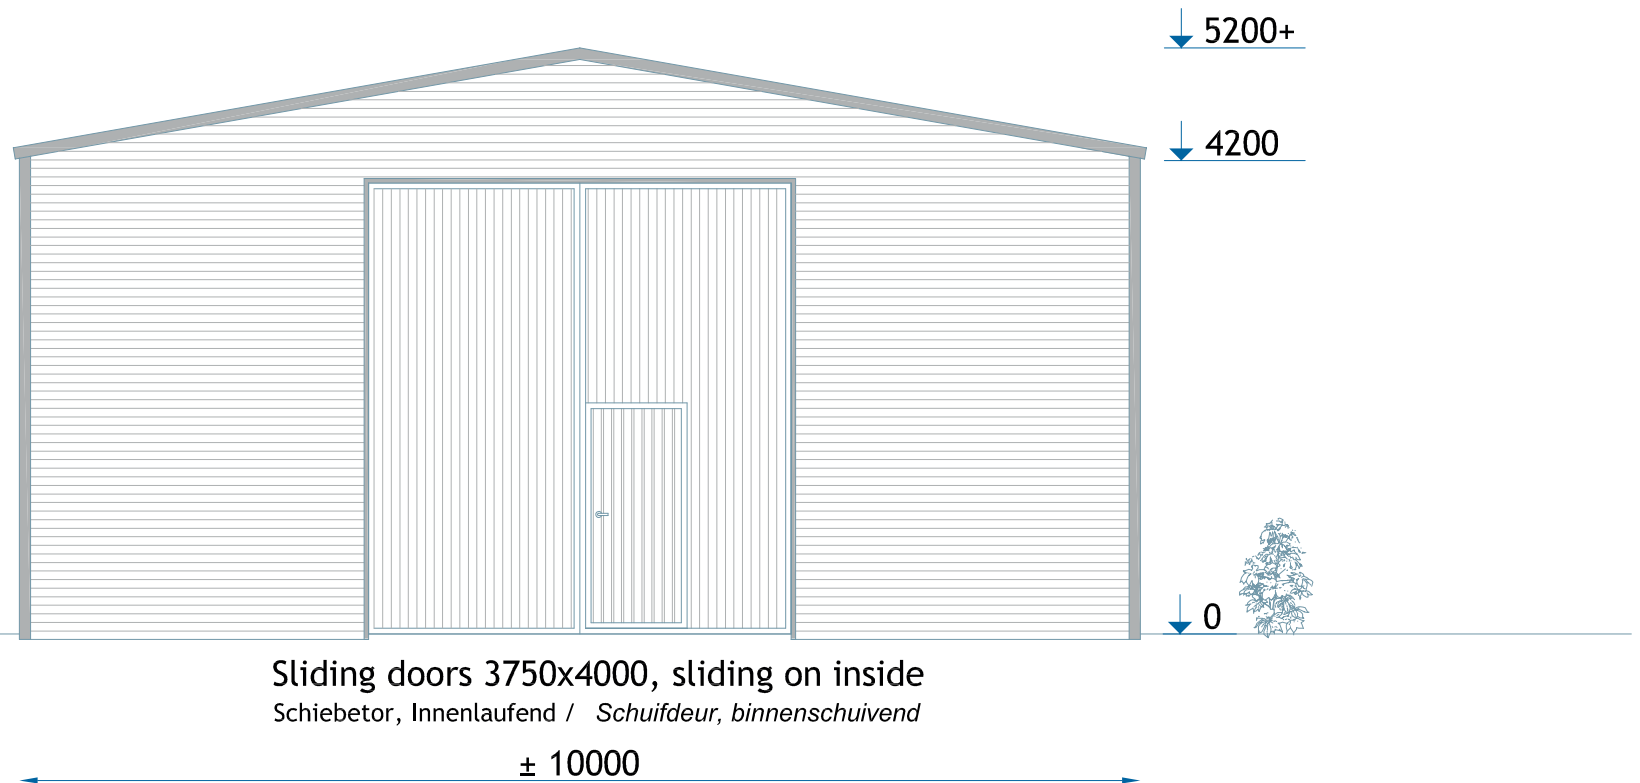 5200+
4200
0
Sliding doors 3750x4000, sliding on inside
Schiebetor, Innenlaufend / Schuifdeur, binnenschuivend
± 10000